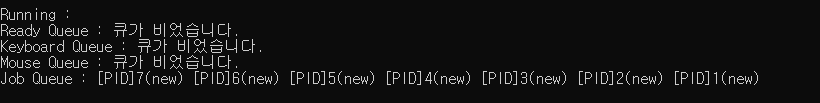 Running :
Ready Queue : 큐가 비었습니다.
Keyboard Queue : 큐가 비었습니다.
Mouse Queue : 큐가 비었습니다.
Job Queue : [PID]7(new) [PID]6(new) [PID]5(new) [PID]4(new) [PID]3(new) [PID]2(new) [PID]1(new)